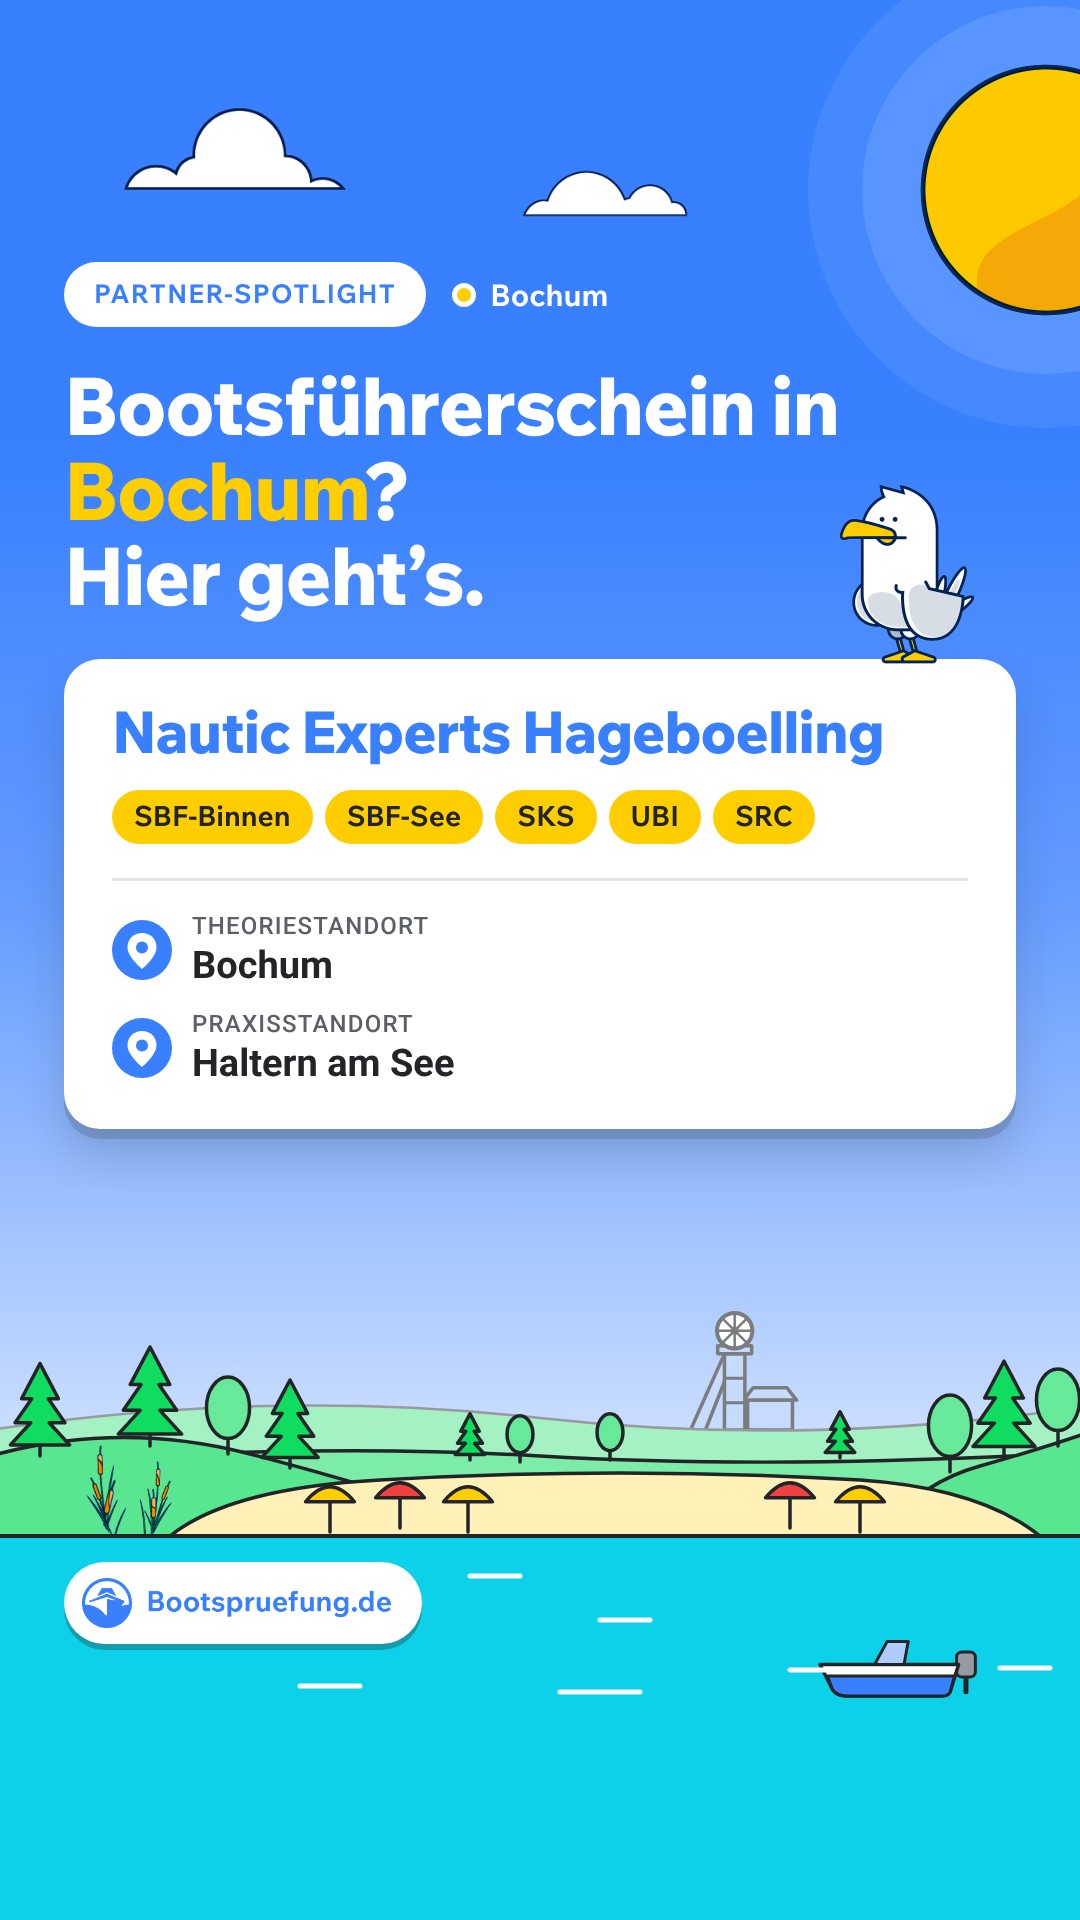 PARTNER-SPOTLIGHT
Bochum
Bootsführerschein in
Bochum?
Hier geht’s.
Nautic Experts Hageboelling
SBF-Binnen SBF-See SKS UBI SRC
THEORIESTANDORT
Bochum
PRAXISSTANDORT
Haltern am See
Bootspruefung.de